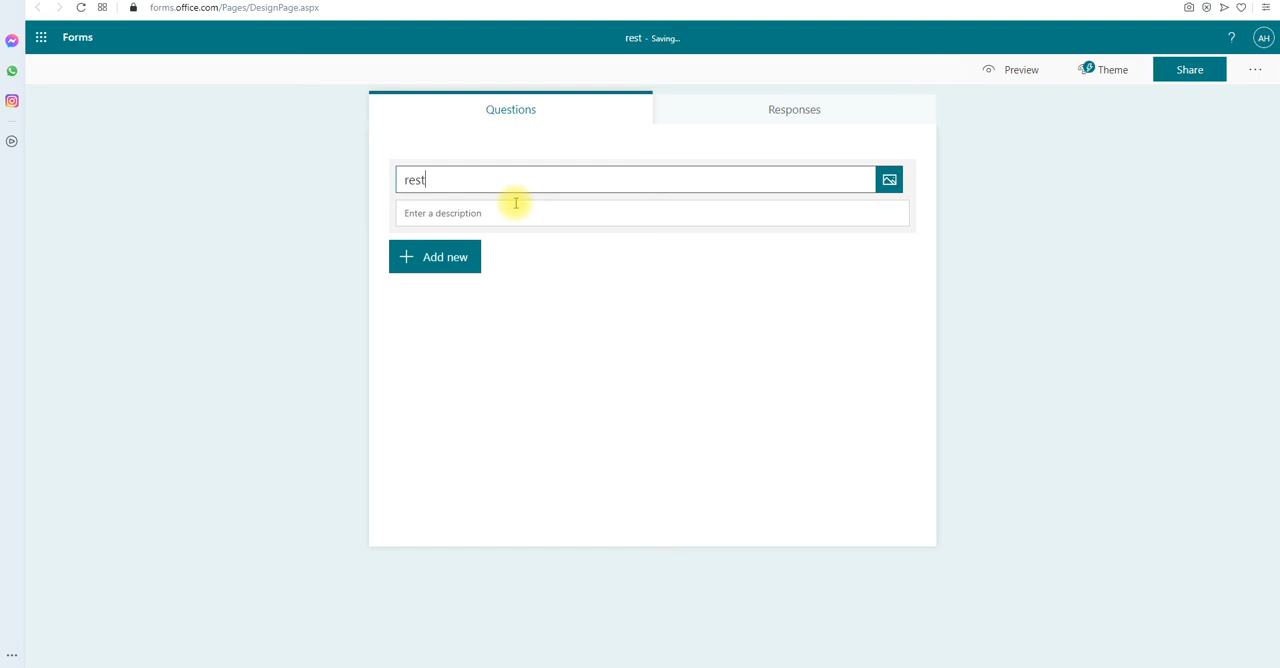 forms.office.com/Pages/DesignPage.aspx
Forms
rest - Saving...
?
AH
Preview
Theme
Share
...
Questions
Responses
rest
Enter a description
+ Add new
...